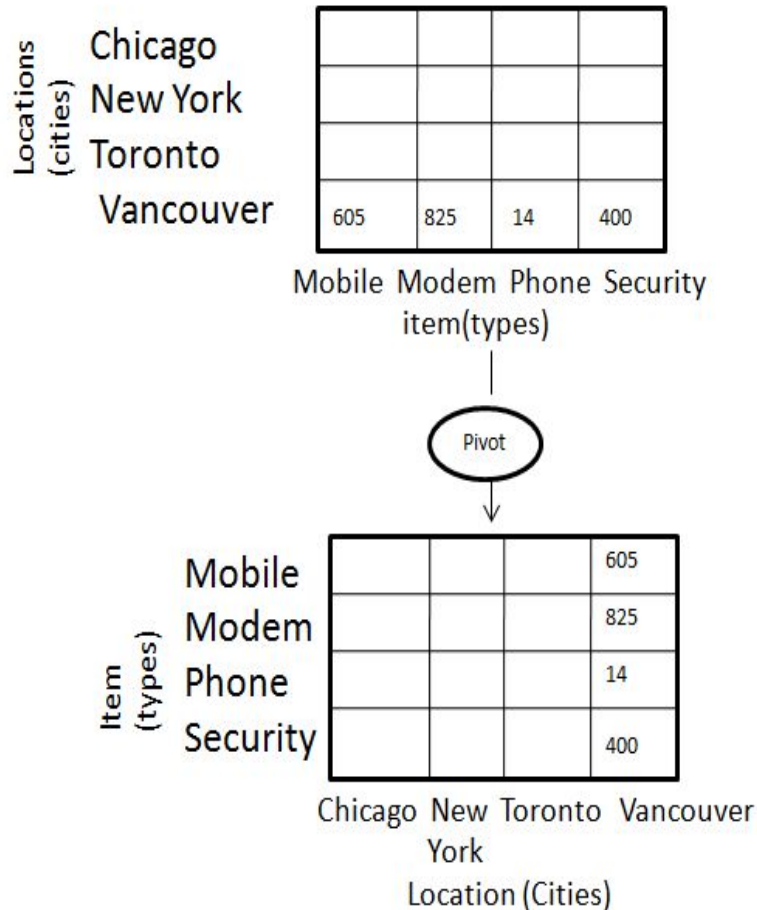 Locations
(cities)
Chicago
New York
Toronto
Vancouver
605 825 14 400
Mobile Modem Phone Security
item(types)
Pivot
Item
(types)
Mobile
Modem
Phone
Security
605
825
14
400
Chicago New Toronto Vancouver
York
Location (Cities)